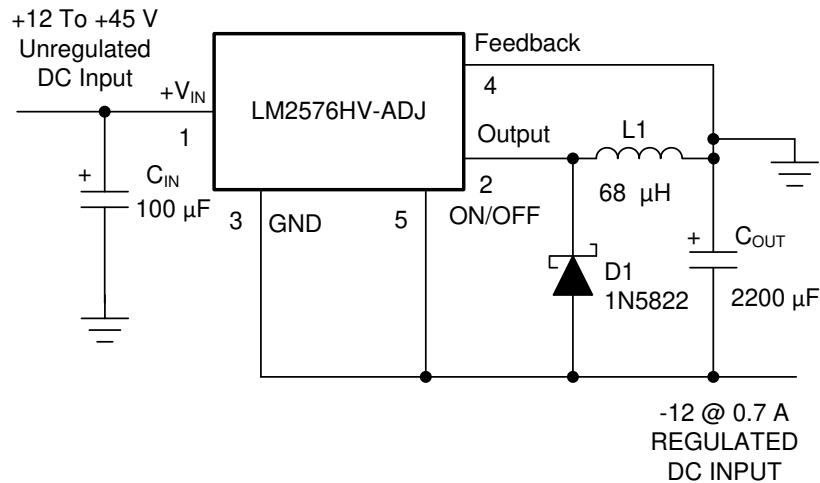 +12 To +45 V
Unregulated
DC Input
+VIN
1
LM2576HV-ADJ
Feedback
4
Output
2
L1
68 µH
+
CIN
100 µF
3
GND
5
ON/OFF
D1
1N5822
+
COUT
2200 µF
-12 @ 0.7 A
REGULATED
DC INPUT